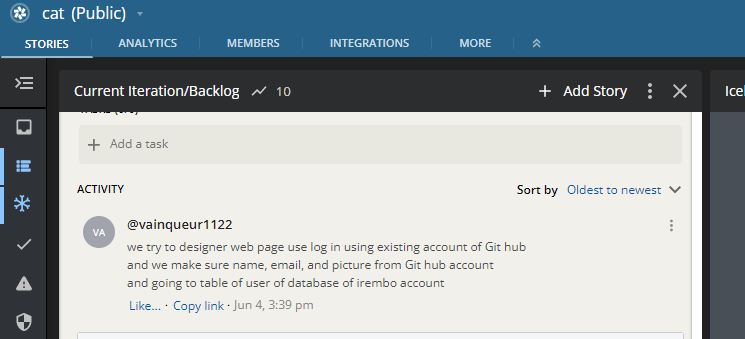 cat (Public)
STORIES ANALYTICS MEMBERS INTEGRATIONS MORE
Current Iteration/Backlog 10 + Add Story
+ Add a task
ACTIVITY Sort by Oldest to newest
VA @vainqueur1122
we try to designer web page use log in using existing account of Git hub
and we make sure name, email, and picture from Git hub account
and going to table of user of database of irembo account
Like... · Copy link · Jun 4, 3:39 pm